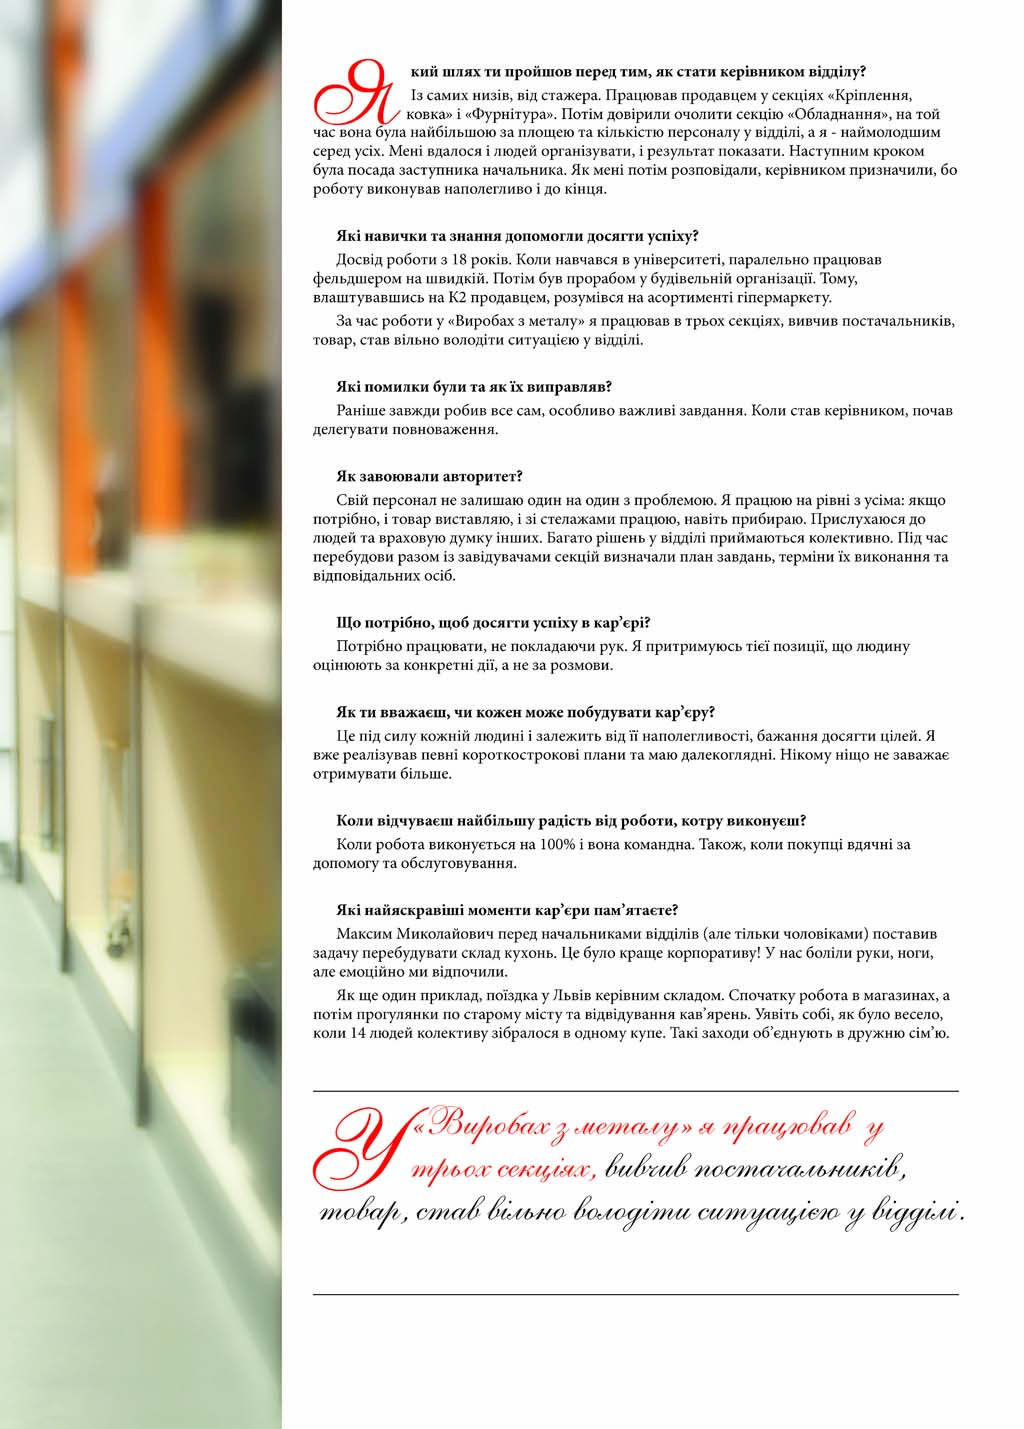 Який шлях ти пройшов перед тим, як стати керівником відділу?
Із самих низів, від стажера. Працював продавцем у секціях «Кріплення,
ковка» і «Фурнітура». Потім довірили очолити секцію «Обладнання», на той
час вона була найбільшою за площею та кількістю персоналу у відділі, а я - наймолодшим
серед усіх. Мені вдалося і людей організувати, і результат показати. Наступним кроком
була посада заступника начальника. Як мені потім розповідали, керівником призначили, бо
роботу виконував наполегливо і до кінця.
Які навички та знання допомогли досягти успіху?
Досвід роботи з 18 років. Коли навчався в університеті, паралельно працював
фельдшером на швидкій. Потім був прорабом у будівельній організації. Тому,
влаштувавшись на К2 продавцем, розумівся на асортименті гіпермаркету.
За час роботи у «Виробах з металу» я працював в трьох секціях, вивчив постачальників,
товар, став вільно володіти ситуацією у відділі.
Які помилки були та як їх виправляв?
Раніше завжди робив все сам, особливо важливі завдання. Коли став керівником, почав
делегувати повноваження.
Як завоювали авторитет?
Свій персонал не залишаю один на один з проблемою. Я працюю на рівні з усіма: якщо
потрібно, і товар виставляю, і зі стелажами працюю, навіть прибираю. Прислухаюся до
людей та враховую думку інших. Багато рішень у відділі приймаються колективно. Під час
перебудови разом із завідувачами секцій визначали план завдань, терміни їх виконання та
відповідальних осіб.
Що потрібно, щоб досягти успіху в кар’єрі?
Потрібно працювати, не покладаючи рук. Я притримуюсь тієї позиції, що людину
оцінюють за конкретні дії, а не за розмови.
Як ти вважаєш, чи кожен може побудувати кар’єру?
Це під силу кожній людині і залежить від її наполегливості, бажання досягти цілей. Я
вже реалізував певні короткострокові плани та маю далекоглядні. Нікому ніщо не заважає
отримувати більше.
Коли відчуваєш найбільшу радість від роботи, котру виконуєш?
Коли робота виконується на 100% і вона командна. Також, коли покупці вдячні за
допомогу та обслуговування.
Які найяскравіші моменти кар’єри пам’ятаєте?
Максим Миколайович перед начальниками відділів (але тільки чоловіками) поставив
задачу перебудувати склад кухонь. Це було краще корпоративу! У нас боліли руки, ноги,
але емоційно ми відпочили.
Як ще один приклад, поїздка у Львів керівним складом. Спочатку робота в магазинах, а
потім прогулянки по старому місту та відвідування кав’ярень. Уявіть собі, як було весело,
коли 14 людей колективу зібралося в одному купе. Такі заходи об’єднують в дружню сім’ю.
У «Виробах з металу» я працював у
трьох секціях, вивчив постачальників,
товар, став вільно володіти ситуацією у відділі.